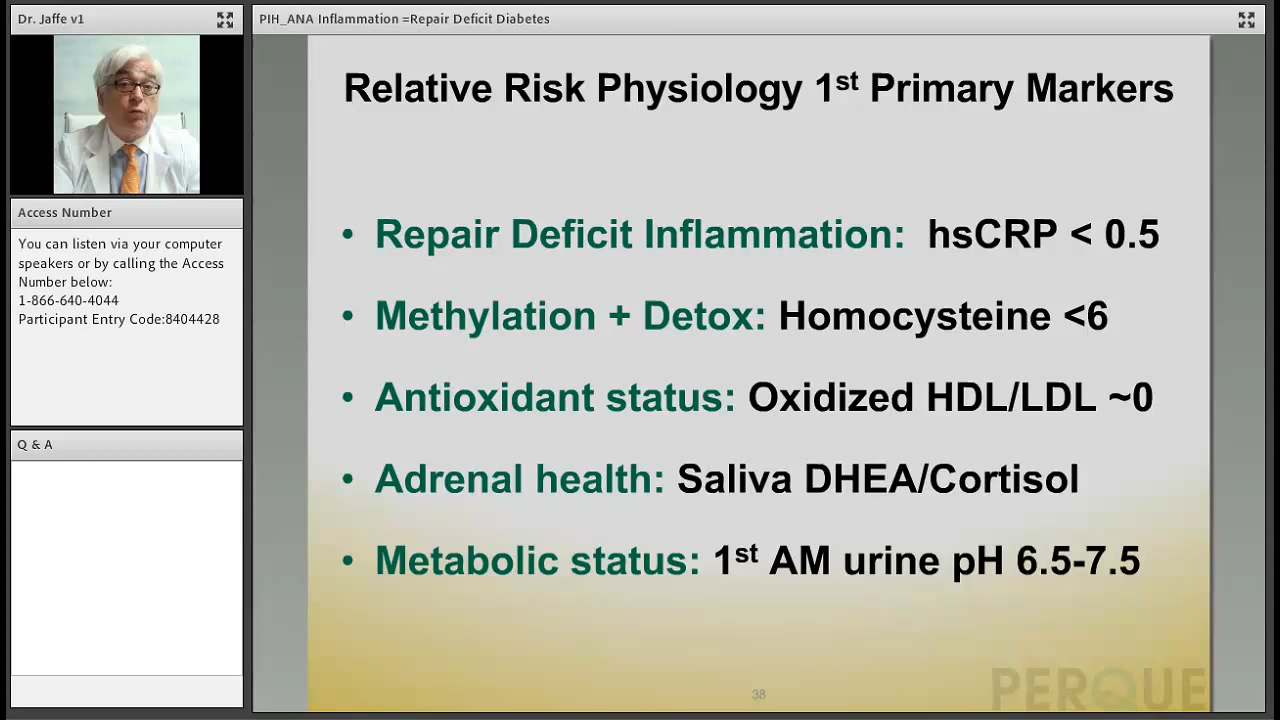 Dr. Jaffe v1
PIH_ANA Inflammation =Repair Deficit Diabetes
Access Number
You can listen via your computer
speakers or by calling the Access
Number below:
1-866-640-4044
Participant Entry Code:8404428
Q & A
Relative Risk Physiology 1st Primary Markers
• Repair Deficit Inflammation: hsCRP < 0.5
• Methylation + Detox: Homocysteine <6
• Antioxidant status: Oxidized HDL/LDL ~0
• Adrenal health: Saliva DHEA/Cortisol
• Metabolic status: 1st AM urine pH 6.5-7.5
38
PERQUE